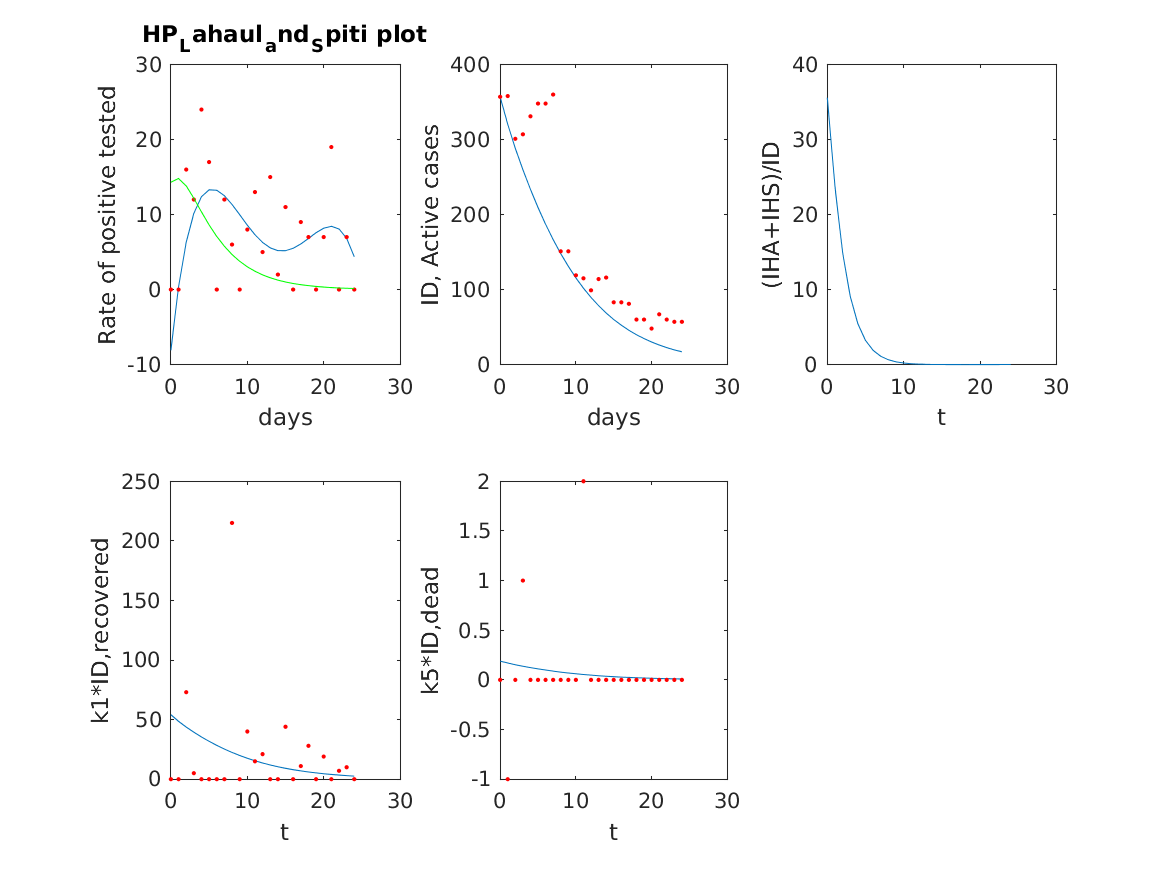 HP_Lahaul_and_Spiti plot
30
20
10
0
-10
0 10 20 30
Rate of positive tested
days
400
300
200
100
0
0 10 20 30
ID, Active cases
days
40
30
20
10
0
0 10 20 30
(IHA+IHS)/ID
t
250
200
150
100
50
0
0 10 20 30
k1*ID,recovered
t
2
1.5
1
0.5
0
-0.5
-1
0 10 20 30
k5*ID,dead
t